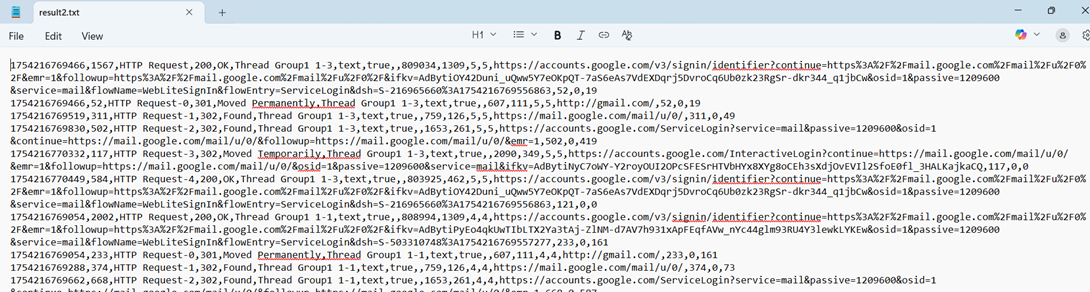 result2.txt
File Edit View H1 B I
1754216769466,1567,HTTP Request,200,OK,Thread Group1 1-3,text,true,,809034,1309,5,5,https://accounts.google.com/v3/signin/identifier?continue=https%3A%2F%2Fmail.google.com%2Fmail%2Fu%2F0%
2F&emr=1&followup=https%3A%2F%2Fmail.google.com%2Fmail%2Fu%2F0%2F&ifkv=AdBytiOY42Duni_uQww5Y7eOKpQT-7aS6eAs7VdEXDqrj5DvroCq6Ub0zk23RgSr-dkr344_q1jbCw&osid=1&passive=1209600
&service=mail&flowName=WebLiteSignIn&flowEntry=ServiceLogin&dsh=S-216965660%3A1754216769556863,52,0,19
1754216769466,52,HTTP Request-0,301,Moved Permanently,Thread Group1 1-3,text,true,,607,111,5,5,http://gmail.com/,52,0,19
1754216769519,311,HTTP Request-1,302,Found,Thread Group1 1-3,text,true,,759,126,5,5,https://mail.google.com/mail/u/0/,311,0,49
1754216769830,502,HTTP Request-2,302,Found,Thread Group1 1-3,text,true,,1653,261,5,5,https://accounts.google.com/ServiceLogin?service=mail&passive=1209600&osid=1
&continue=https://mail.google.com/mail/u/0/&followup=https://mail.google.com/mail/u/0/&emr=1,502,0,419
1754216770332,117,HTTP Request-3,302,Moved Temporarily,Thread Group1 1-3,text,true,,2090,349,5,5,https://accounts.google.com/InteractiveLogin?continue=https://mail.google.com/mail/u/0/
&emr=1&followup=https://mail.google.com/mail/u/0/&osid=1&passive=1209600&service=mail&ifkv=AdBytiNyC7oWY-Y2royOUI2OPcSFESrHTVbHYx8XYg8oCEh3sXdjOvEVIl2SfoE0fl_3HALKajkaCQ,117,0,0
1754216770449,584,HTTP Request-4,200,OK,Thread Group1 1-3,text,true,,803925,462,5,5,https://accounts.google.com/v3/signin/identifier?continue=https%3A%2F%2Fmail.google.com%2Fmail%2Fu%2F0%
2F&emr=1&followup=https%3A%2F%2Fmail.google.com%2Fmail%2Fu%2F0%2F&ifkv=AdBytiOY42Duni_uQww5Y7eOKpQT-7aS6eAs7VdEXDqrj5DvroCq6Ub0zk23RgSr-dkr344_q1jbCw&osid=1&passive=1209600
&service=mail&flowName=WebLiteSignIn&flowEntry=ServiceLogin&dsh=S-216965660%3A1754216769556863,121,0,0
1754216769054,2002,HTTP Request,200,OK,Thread Group1 1-1,text,true,,808994,1309,4,4,https://accounts.google.com/v3/signin/identifier?continue=https%3A%2F%2Fmail.google.com%2Fmail%2Fu%2F0%
2F&emr=1&followup=https%3A%2F%2Fmail.google.com%2Fmail%2Fu%2F0%2F&ifkv=AdBytiPyEo4qkUwTIbLTX2Ya3tAj-ZlNM-d7AV7h931xApFEqfAVw_nYc44glm93RU4Y3lewkLYKEw&osid=1&passive=1209600
&service=mail&flowName=WebLiteSignIn&flowEntry=ServiceLogin&dsh=S-503310748%3A1754216769557277,233,0,161
1754216769054,233,HTTP Request-0,301,Moved Permanently,Thread Group1 1-1,text,true,,607,111,4,4,http://gmail.com/,233,0,161
1754216769288,374,HTTP Request-1,302,Found,Thread Group1 1-1,text,true,,759,126,4,4,https://mail.google.com/mail/u/0/,374,0,73
1754216769662,668,HTTP Request-2,302,Found,Thread Group1 1-1,text,true,,1653,261,4,4,https://accounts.google.com/ServiceLogin?service=mail&passive=1209600&osid=1